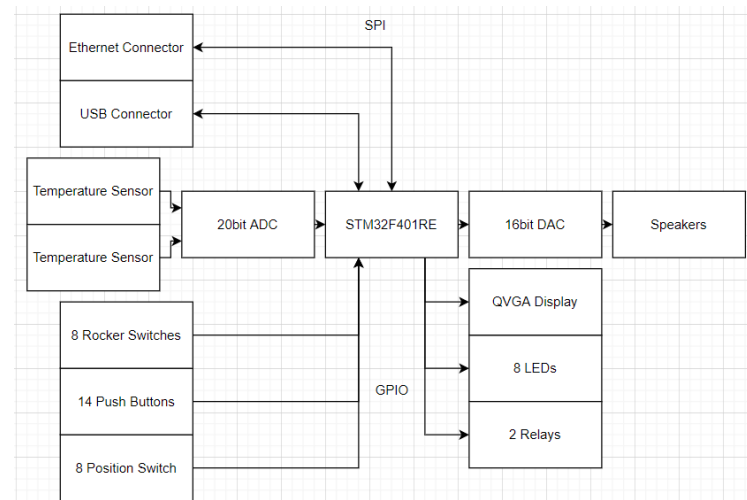 SPI
Ethernet Connector
USB Connector
Temperature Sensor
Temperature Sensor
20bit ADC
STM32F401RE
16bit DAC
Speakers
8 Rocker Switches
14 Push Buttons
8 Position Switch
GPIO
QVGA Display
8 LEDs
2 Relays